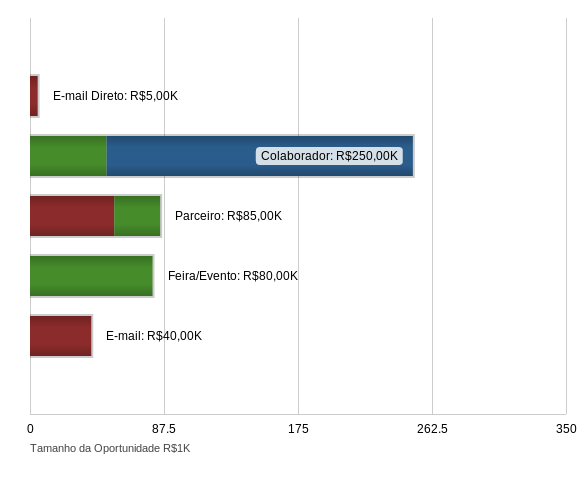 E-mail Direto: R$5,00K
Colaborador: R$250,00K
Parceiro: R$85,00K
Feira/Evento: R$80,00K
E-mail: R$40,00K
0 87.5 175 262.5 350
Tamanho da Oportunidade R$1K